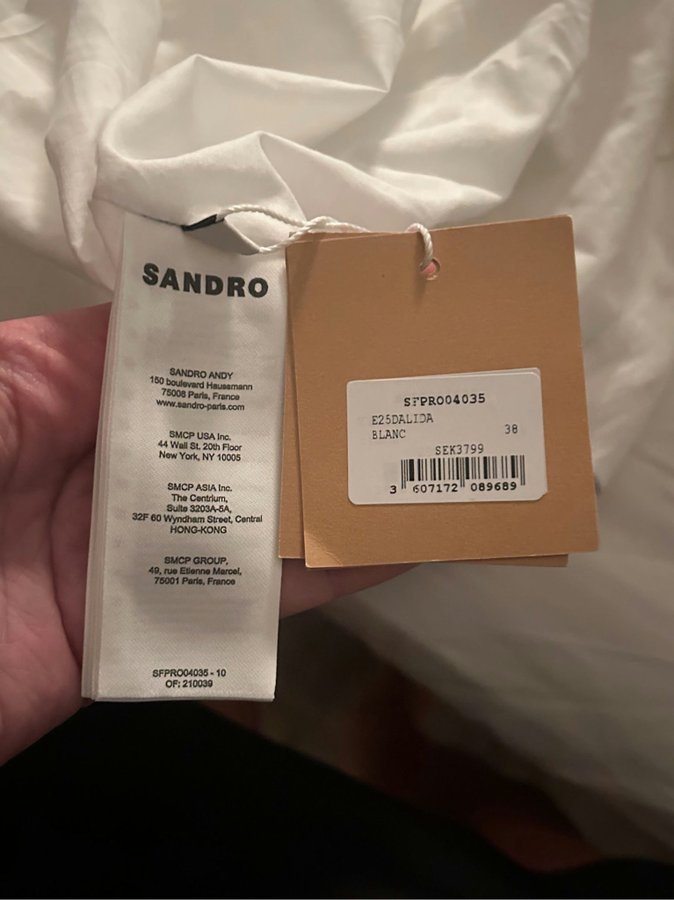 SANDRO
SANDRO ANDY
150 boulevard Haussmann
75008 Paris, France
www.sandro-paris.com
SMCP USA Inc.
44 Wall St. 20th Floor
New York, NY 10005
SMCP ASIA Inc.
The Centrium,
Suite 3203A-5A,
32F 60 Wyndham Street, Central
HONG-KONG
SMCP GROUP,
49, rue Etienne Marcel,
75001 Paris, France
SFPRO04035 - 10
OF: 210039
SFPRO04035
E25DALIDA
BLANC 38
SEK3799
3 607172 089689